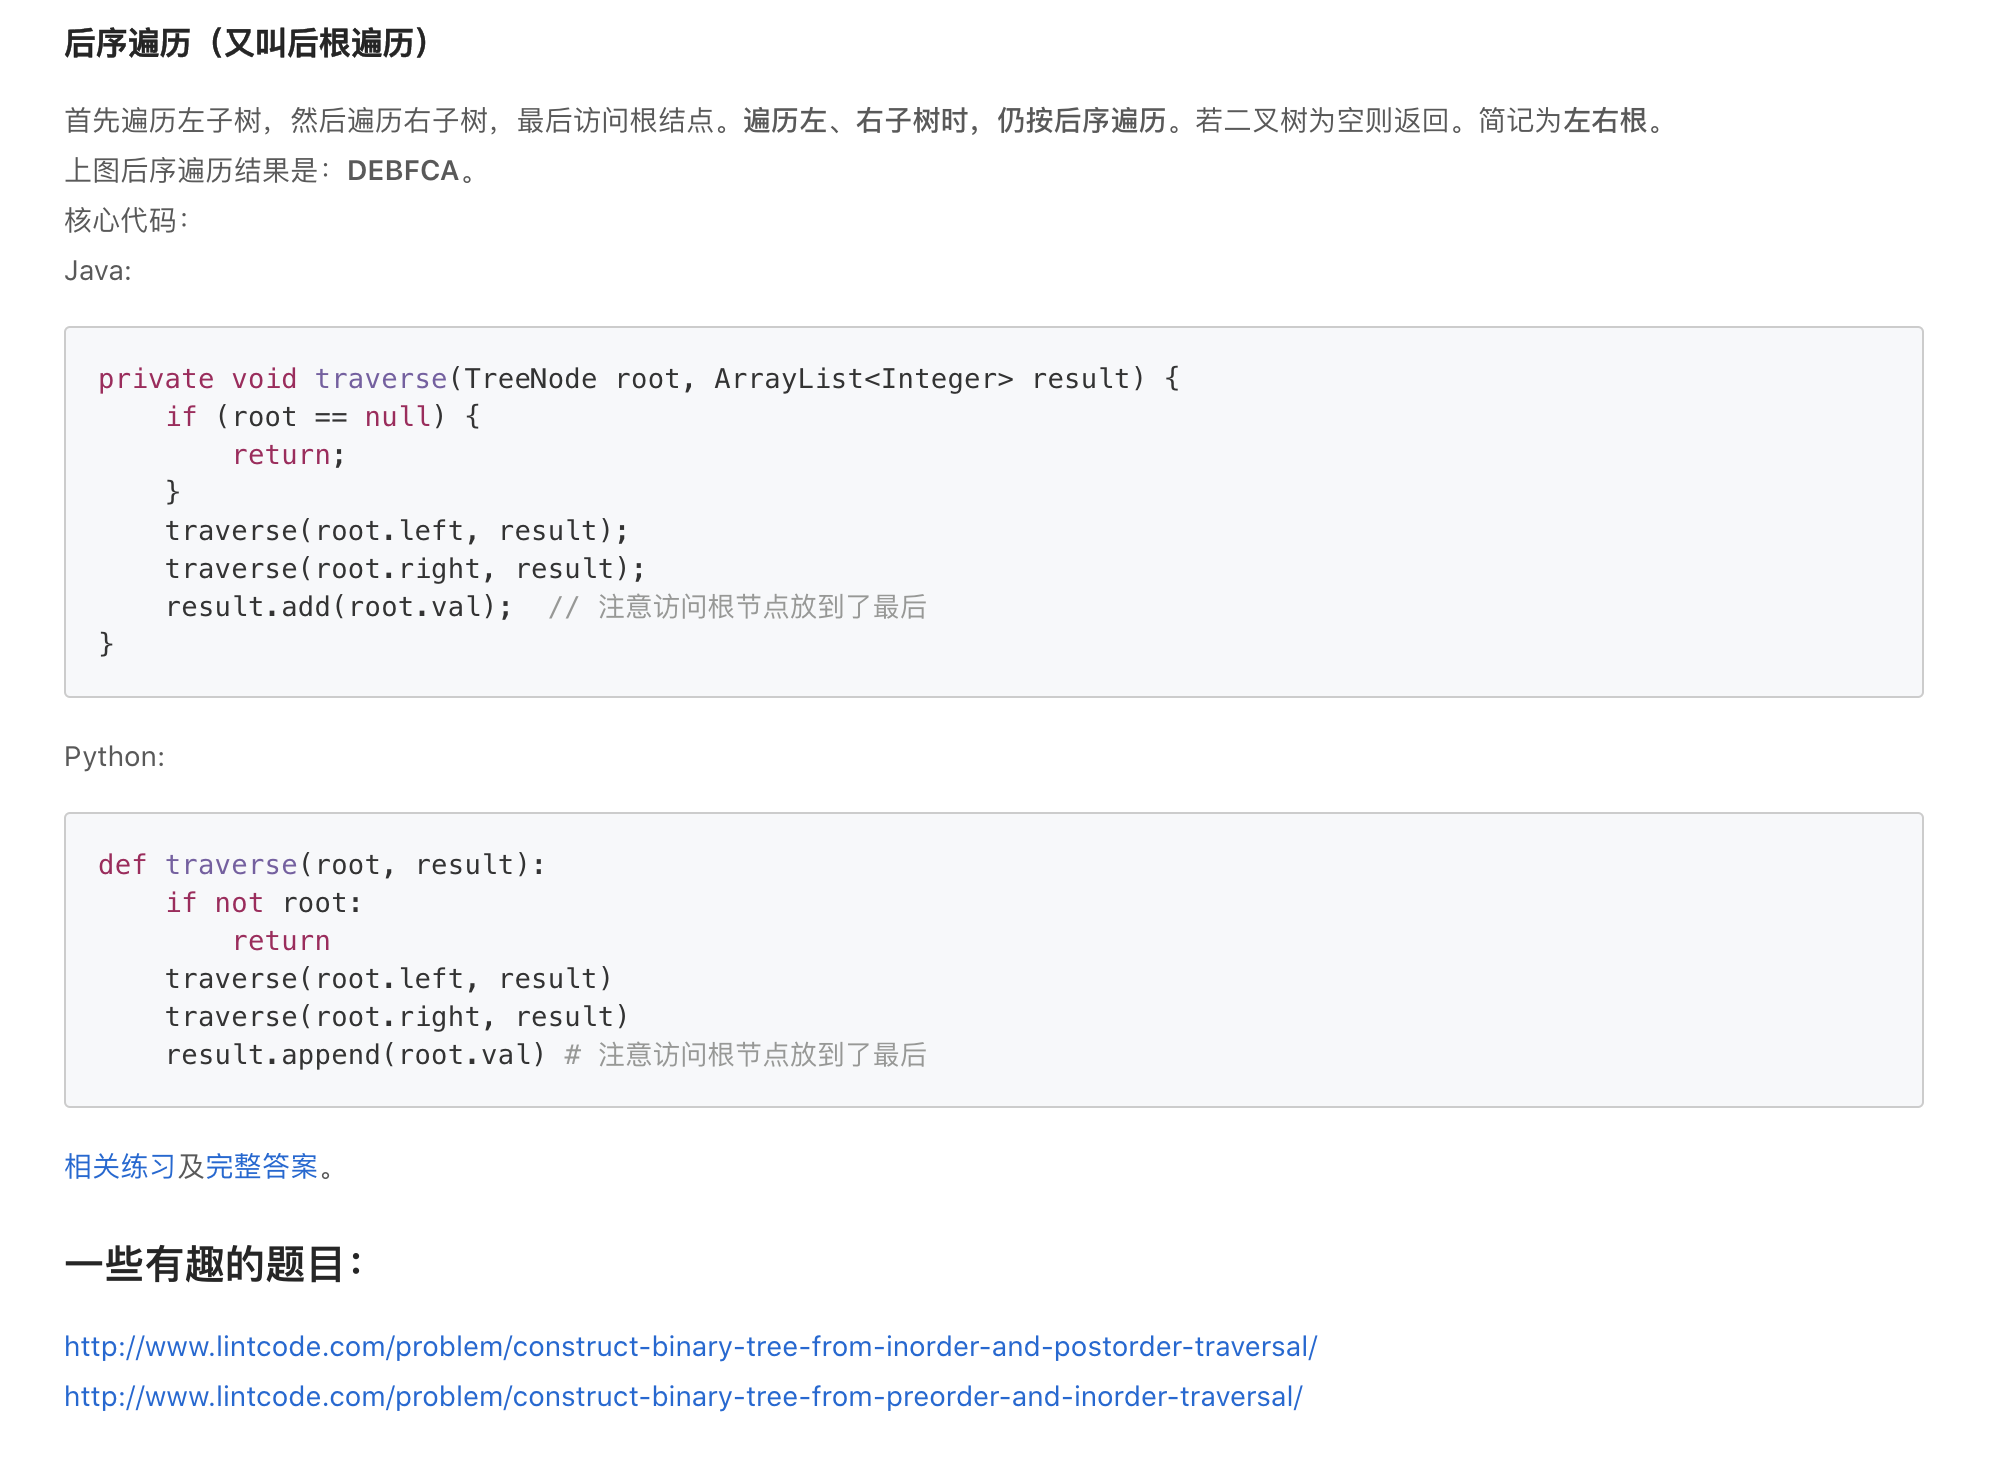 后序遍历（又叫后根遍历）
首先遍历左子树，然后遍历右子树，最后访问根结点。遍历左、右子树时，仍按后序遍历。若二叉树为空则返回。简记为左右根。
上图后序遍历结果是：DEBFCA。
核心代码：
Java:
private void traverse(TreeNode root, ArrayList<Integer> result) {
    if (root == null) {
        return;
    }
    traverse(root.left, result);
    traverse(root.right, result);
    result.add(root.val);  // 注意访问根节点放到了最后
}
Python:
def traverse(root, result):
    if not root:
        return
    traverse(root.left, result)
    traverse(root.right, result)
    result.append(root.val) # 注意访问根节点放到了最后
相关练习及完整答案。
一些有趣的题目：
http://www.lintcode.com/problem/construct-binary-tree-from-inorder-and-postorder-traversal/
http://www.lintcode.com/problem/construct-binary-tree-from-preorder-and-inorder-traversal/